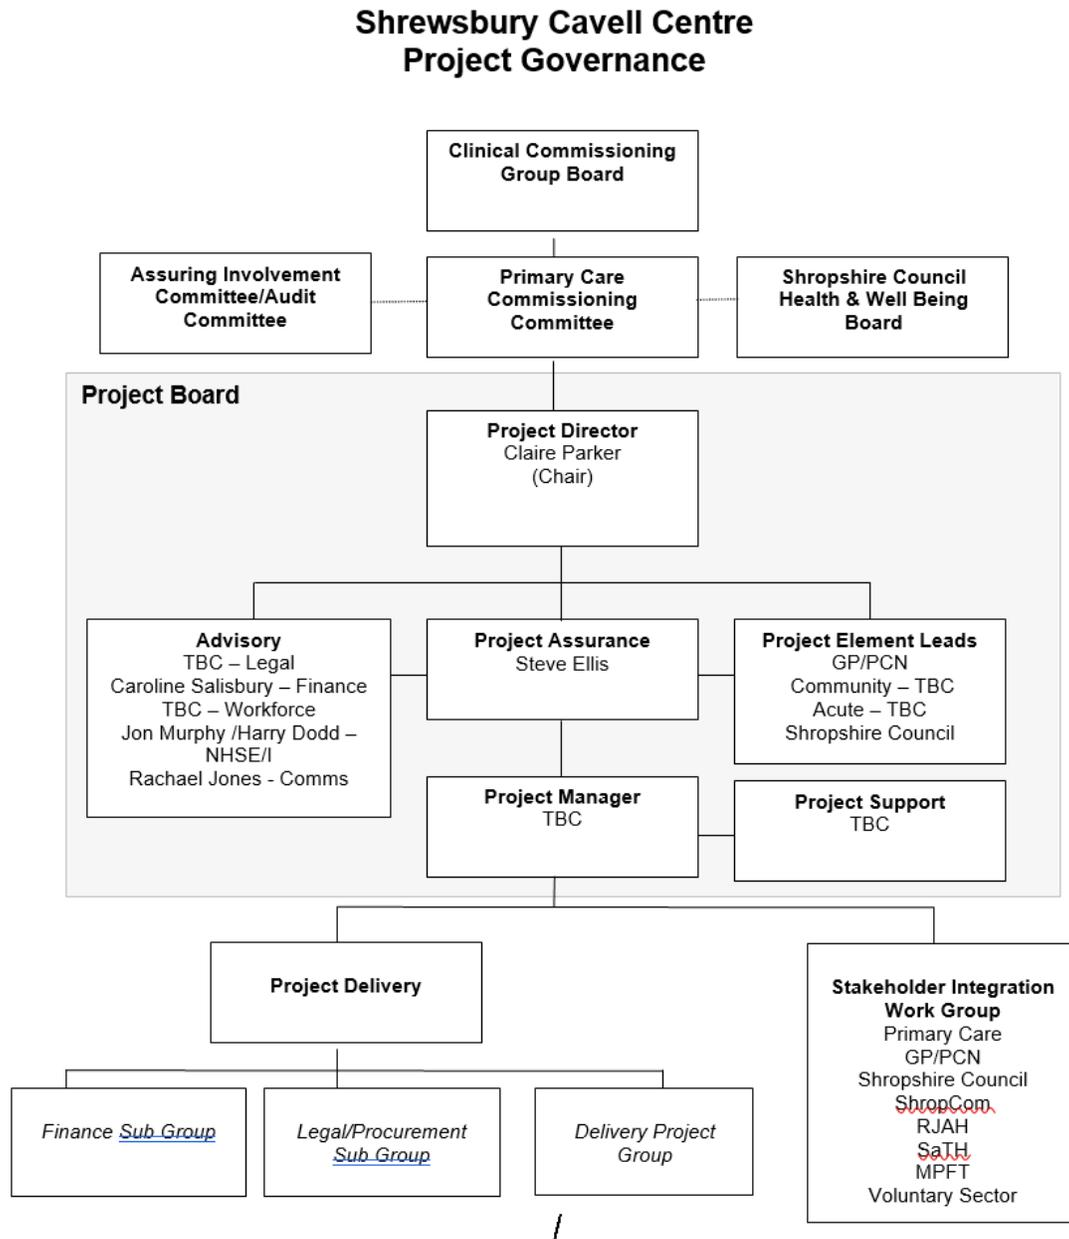 Shrewsbury Cavell Centre
Project Governance
Clinical Commissioning
Group Board
Assuring Involvement
Committee/Audit
Committee
Primary Care
Commissioning
Committee
Shropshire Council
Health & Well Being
Board
Project Board
Project Director
Claire Parker
(Chair)
Advisory
TBC – Legal
Caroline Salisbury – Finance
TBC – Workforce
Jon Murphy /Harry Dodd –
NHSE/I
Rachael Jones - Comms
Project Assurance
Steve Ellis
Project Element Leads
GP/PCN
Community – TBC
Acute – TBC
Shropshire Council
Project Manager
TBC
Project Support
TBC
Project Delivery
Stakeholder Integration
Work Group
Primary Care
GP/PCN
Shropshire Council
ShropCom
RJAH
SaTH
MPFT
Voluntary Sector
Finance Sub Group
Legal/Procurement
Sub Group
Delivery Project
Group